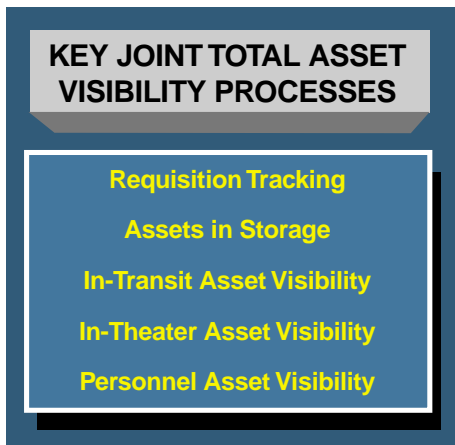 KEY JOINT TOTAL ASSET
VISIBILITY PROCESSES
Requisition Tracking
Assets in Storage
In-Transit Asset Visibility
In-Theater Asset Visibility
Personnel Asset Visibility